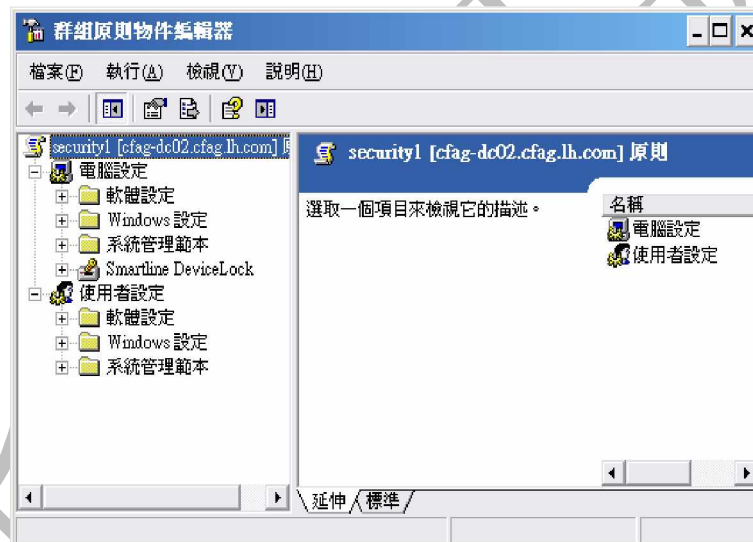 群組原則物件編輯器
檔案(F) 執行(A) 檢視(V) 說明(H)
security1 [cfag-dc02.cfag.lh.com]
電腦設定
軟體設定
Windows 設定
系統管理範本
Smartline DeviceLock
使用者設定
軟體設定
Windows 設定
系統管理範本
security1 [cfag-dc02.cfag.lh.com] 原則
選取一個項目來檢視它的描述。
名稱
電腦設定
使用者設定
延伸 標準